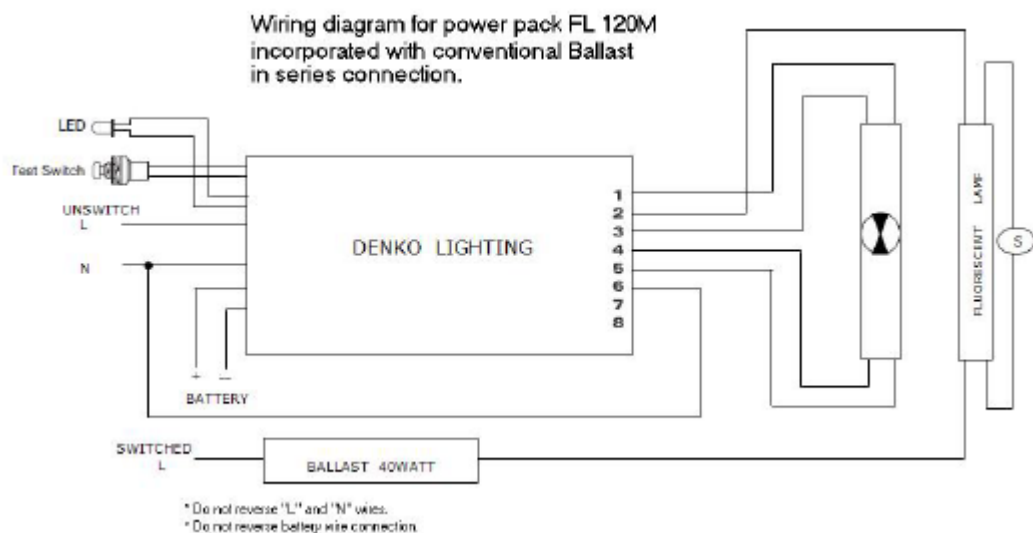 Wiring diagram for power pack FL 120M
incorporated with conventional Ballast
in series connection.
LED
Test Switch
UNSWITCH
L
N
DENKO LIGHTING
1
2
3
4
5
6
7
8
+
—
BATTERY
FLUORESCENT LAMP
S
SWITCHED
L
BALLAST 40WATT
* Do not reverse "L" and "N" wires.
* Do not reverse battery wire connection.